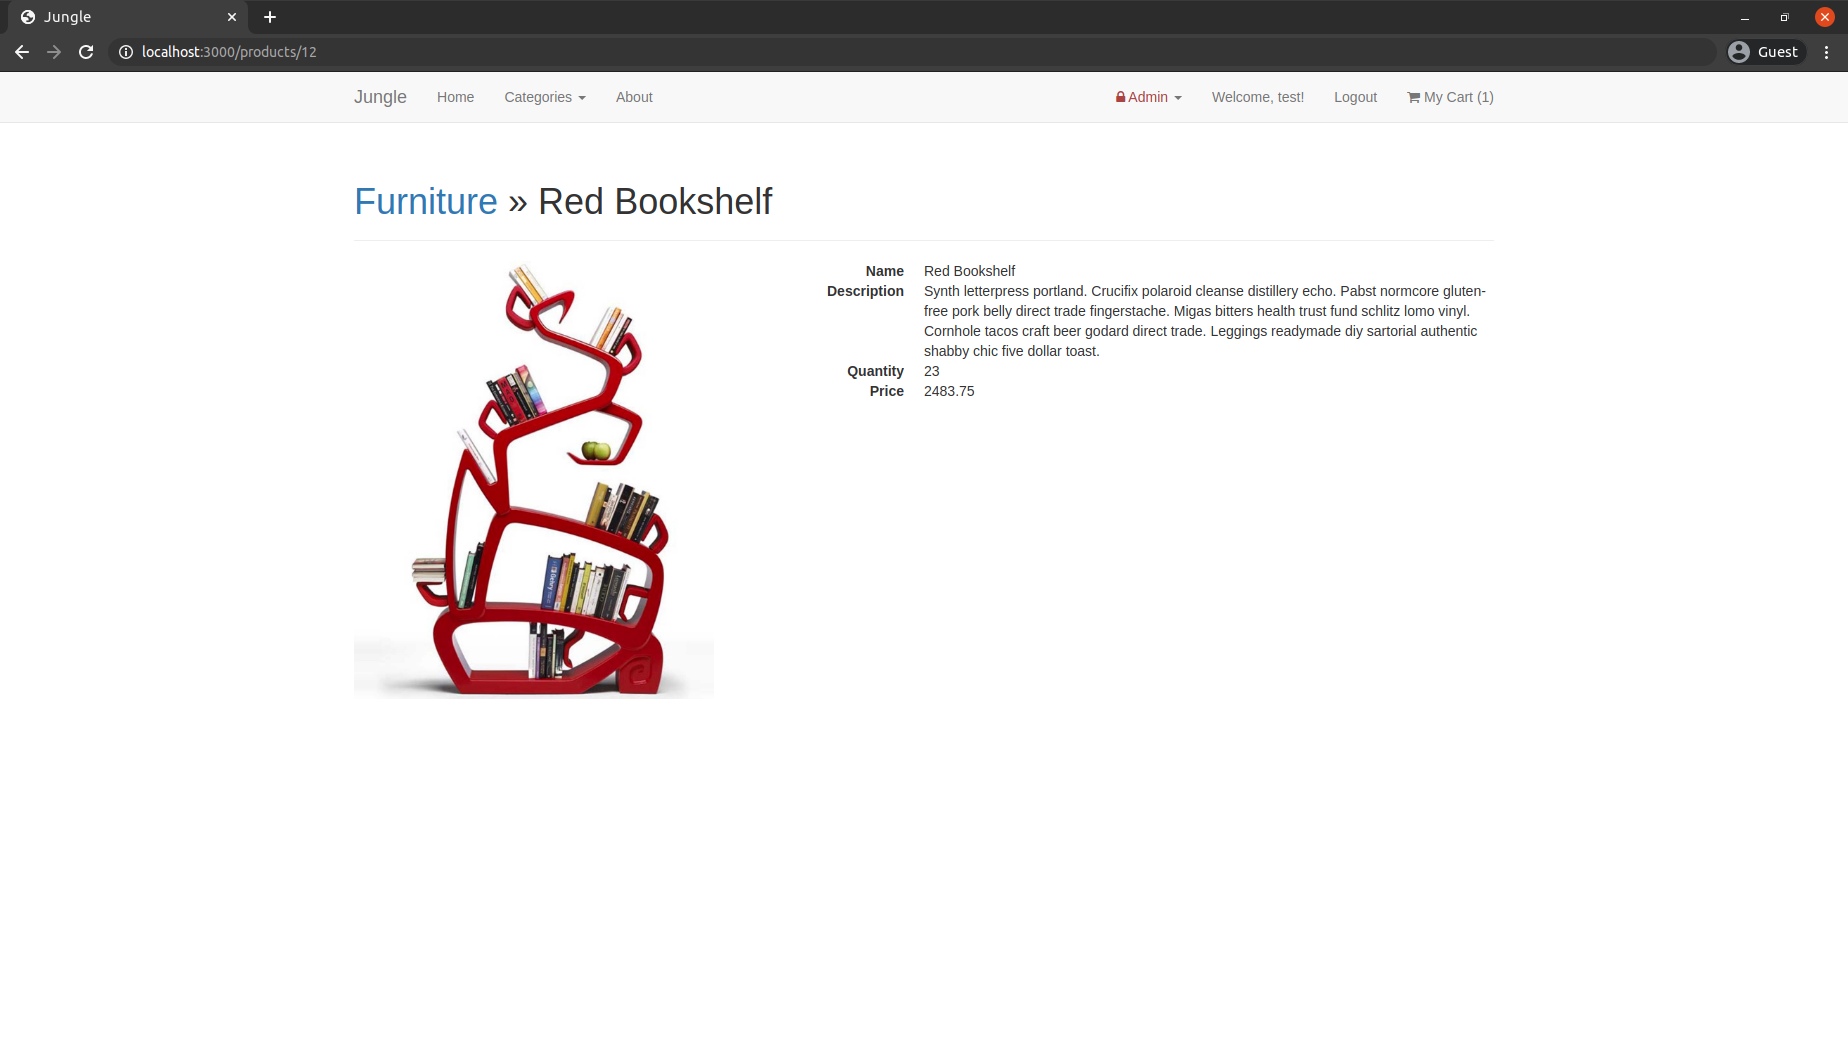 Jungle
localhost:3000/products/12
Guest
Jungle Home Categories About Admin Welcome, test! Logout My Cart (1)
Furniture » Red Bookshelf
Name Red Bookshelf
Description Synth letterpress portland. Crucifix polaroid cleanse distillery echo. Pabst normcore gluten-
free pork belly direct trade fingerstache. Migas bitters health trust fund schlitz lomo vinyl.
Cornhole tacos craft beer godard direct trade. Leggings readymade diy sartorial authentic
shabby chic five dollar toast.
Quantity 23
Price 2483.75